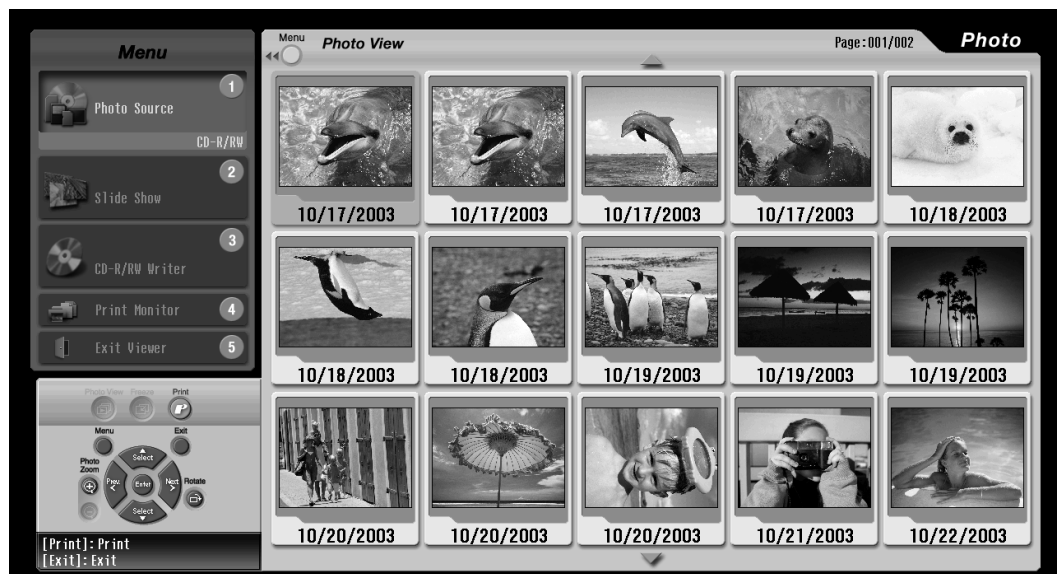 Menu
1
Photo Source
CD-R/RW
2
Slide Show
3
CD-R/RW Writer
Print Monitor 4
Exit Viewer 5
Photo View Freeze Print
Menu Exit
Select
Photo
Zoom
Prev. Enter Next Rotate
Select
[Print]:Print
[Exit]:Exit
Menu
Photo View
Page:001/002
Photo
10/17/2003 10/17/2003 10/17/2003 10/17/2003 10/18/2003
10/18/2003 10/18/2003 10/19/2003 10/19/2003 10/19/2003
10/20/2003 10/20/2003 10/20/2003 10/21/2003 10/22/2003